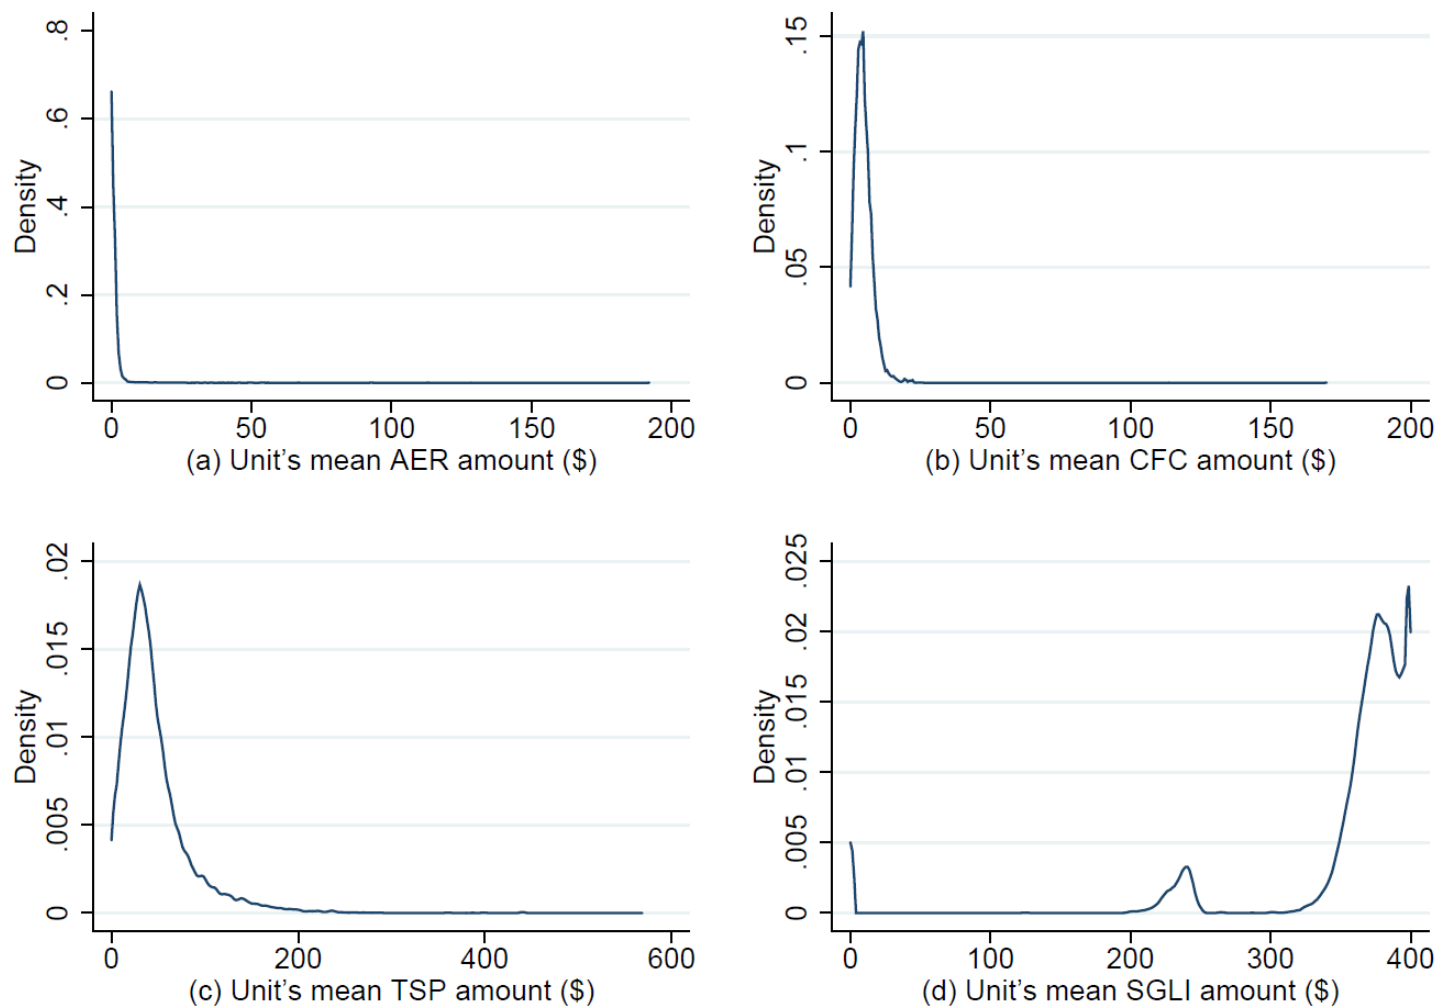 Density
.8
.6
.4
.2
0
0 50 100 150 200
(a) Unit's mean AER amount ($)
Density
.15
.1
.05
0
0 50 100 150 200
(b) Unit's mean CFC amount ($)
Density
.02
.015
.01
.005
0
0 200 400 600
(c) Unit's mean TSP amount ($)
Density
.025
.02
.015
.01
.005
0
0 100 200 300 400
(d) Unit's mean SGLI amount ($)